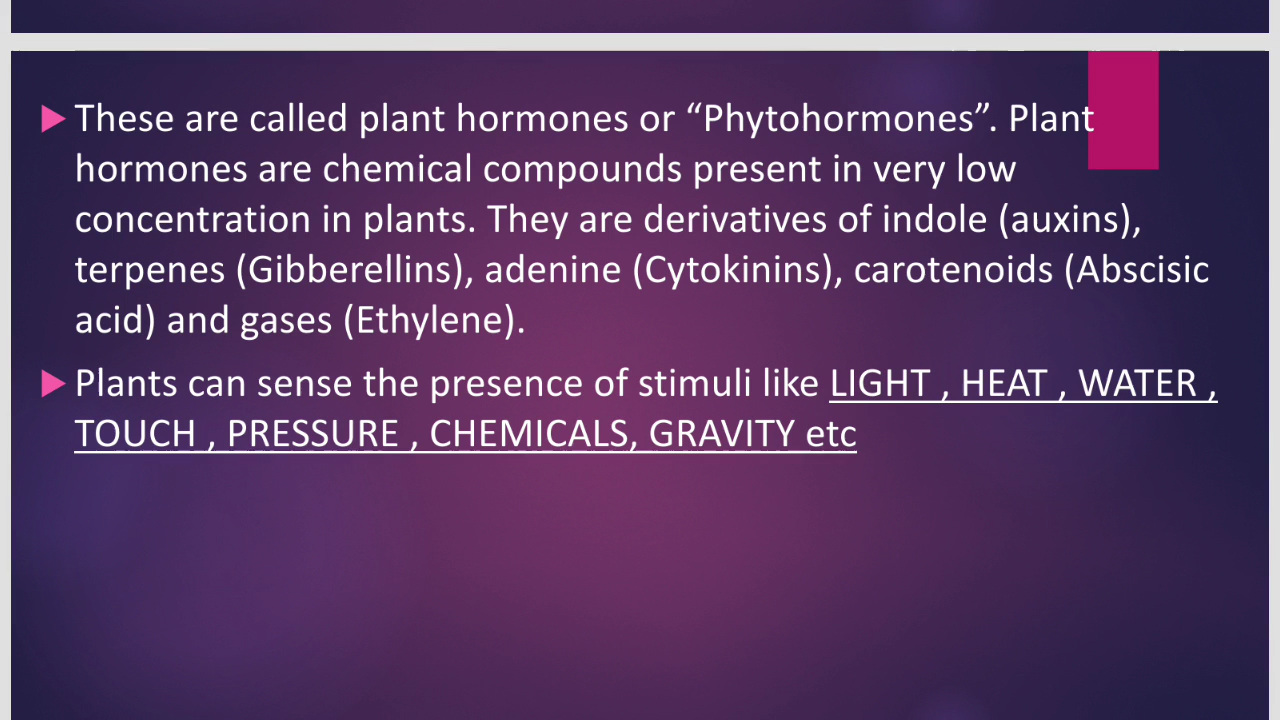 These are called plant hormones or “Phytohormones”. Plant
hormones are chemical compounds present in very low
concentration in plants. They are derivatives of indole (auxins),
terpenes (Gibberellins), adenine (Cytokinins), carotenoids (Abscisic
acid) and gases (Ethylene).
Plants can sense the presence of stimuli like LIGHT , HEAT , WATER ,
TOUCH , PRESSURE , CHEMICALS, GRAVITY etc